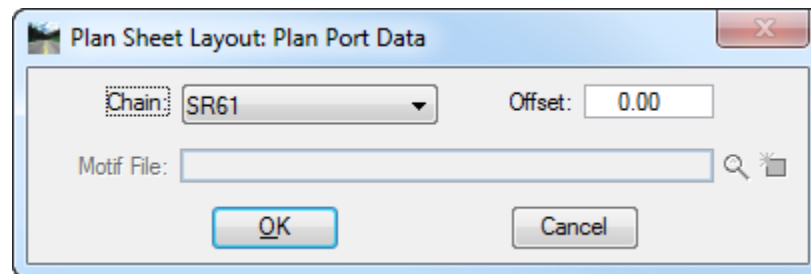 Plan Sheet Layout: Plan Port Data
Chain: SR61 Offset: 0.00
Motif File:
OK Cancel